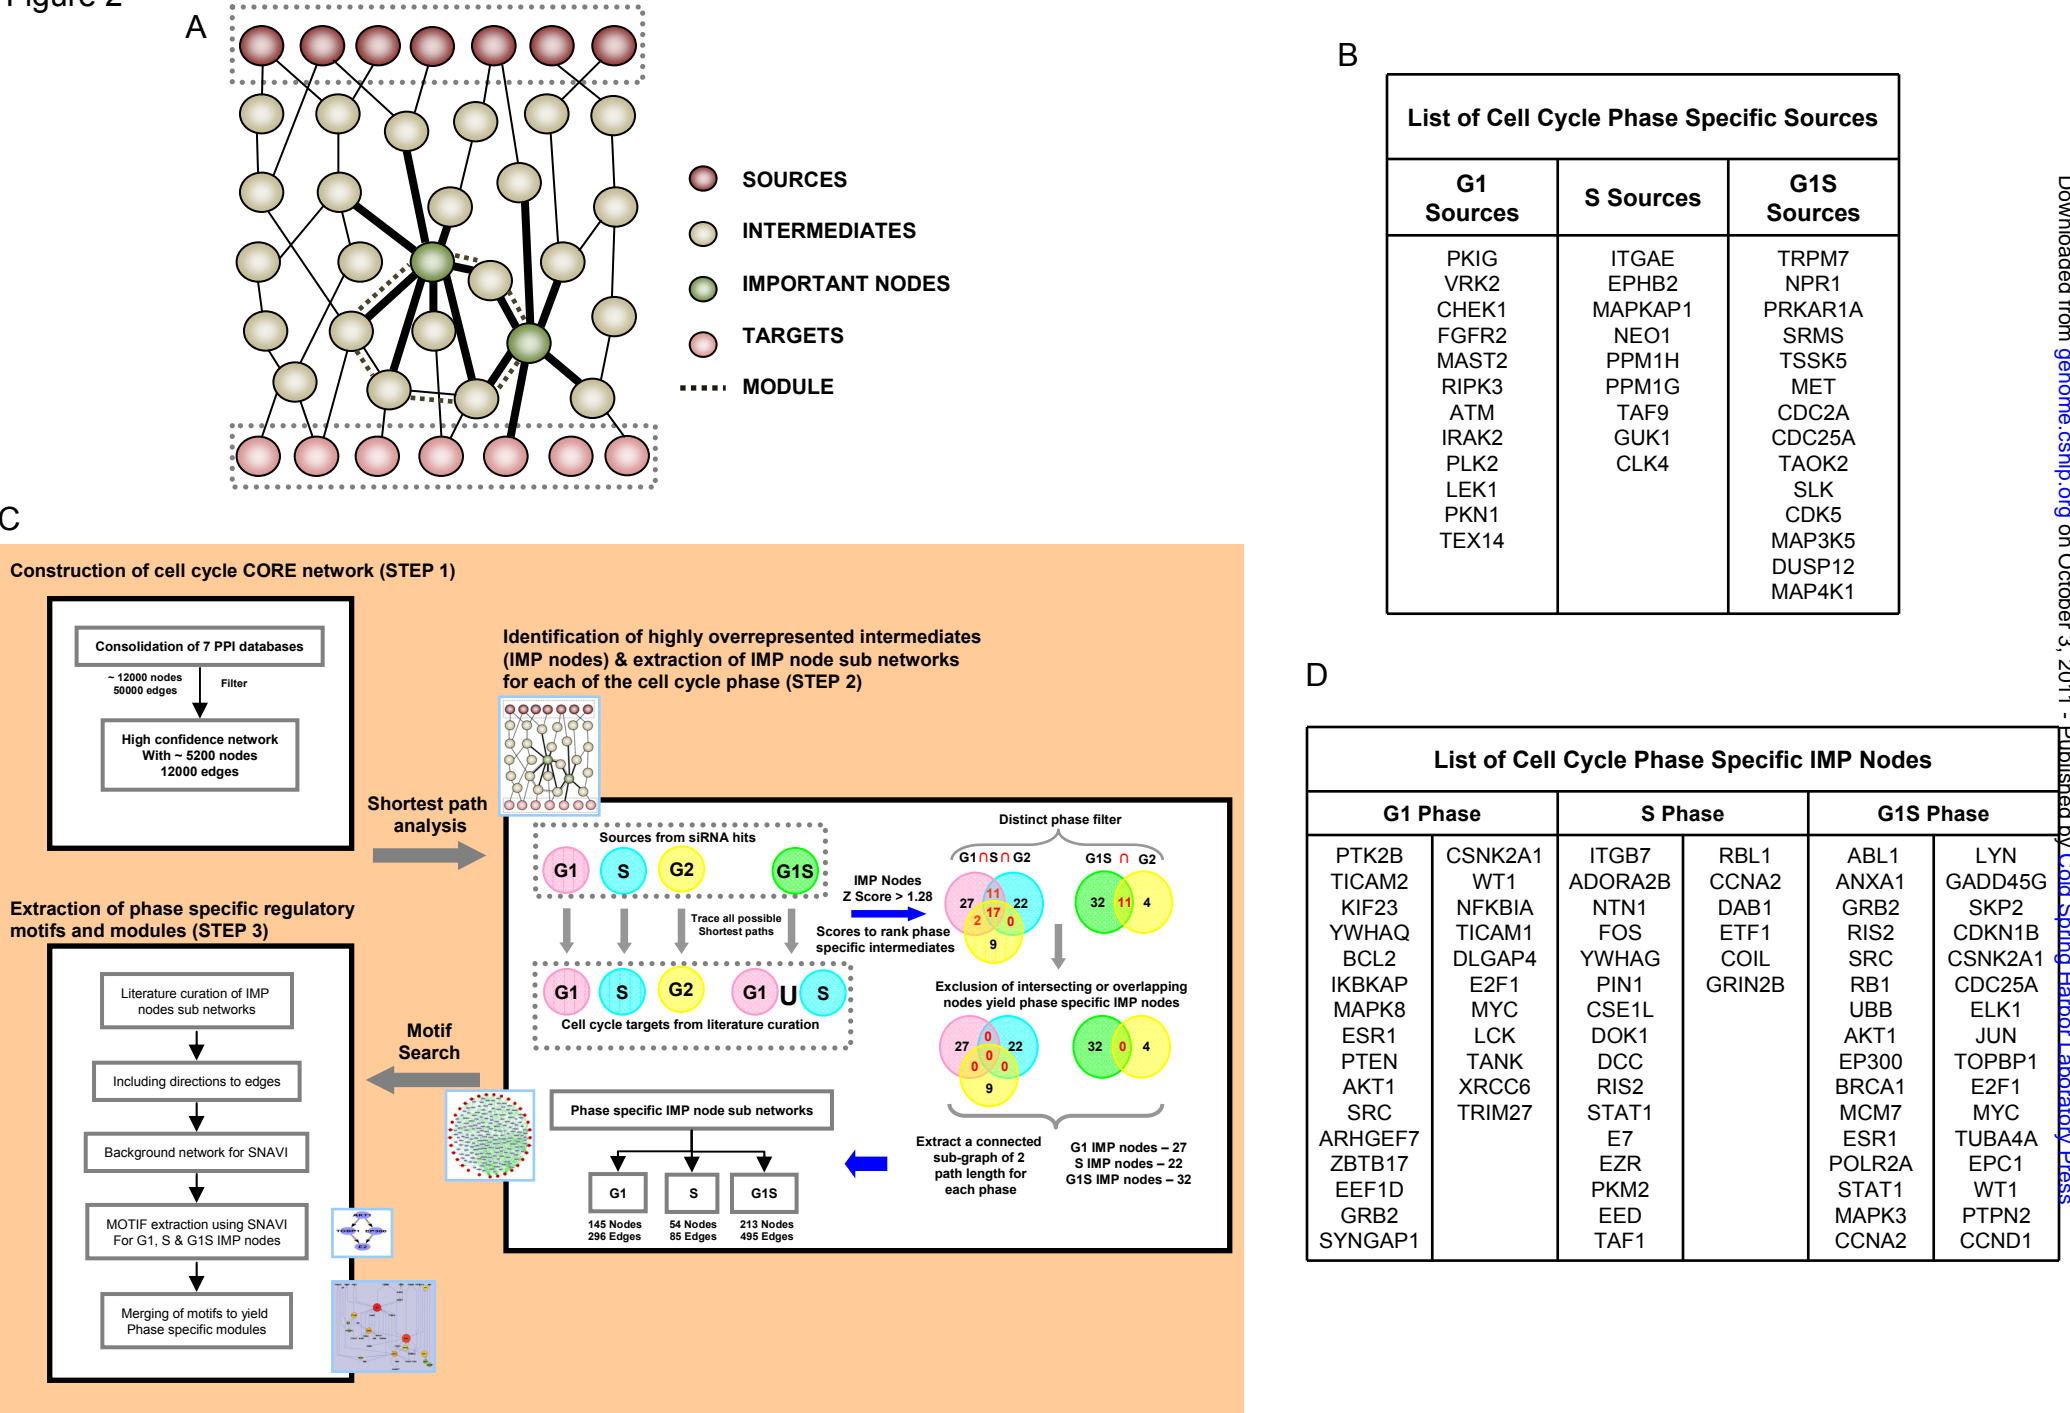 Figure 2
A
SOURCES
INTERMEDIATES
IMPORTANT NODES
TARGETS
MODULE
B
List of Cell Cycle Phase Specific Sources
G1
Sources
S Sources
G1S
Sources
PKIG
VRK2
CHEK1
FGFR2
MAST2
RIPK3
ATM
IRAK2
PLK2
LEK1
PKN1
TEX14
ITGAE
EPHB2
MAPKAP1
NEO1
PPM1H
PPM1G
TAF9
GUK1
CLK4
TRPM7
NPR1
PRKAR1A
SRMS
TSSK5
MET
CDC2A
CDC25A
TAOK2
SLK
CDK5
MAP3K5
DUSP12
MAP4K1
C
Construction of cell cycle CORE network (STEP 1)
Consolidation of 7 PPI databases
~ 12000 nodes
50000 edges
Filter
High confidence network
With ~ 5200 nodes
12000 edges
Shortest path
analysis
Identification of highly overrepresented intermediates
(IMP nodes) & extraction of IMP node sub networks
for each of the cell cycle phase (STEP 2)
Sources from siRNA hits
G1
S
G2
G1S
Trace all possible
Shortest paths
G1
S
G2
G1 U S
Cell cycle targets from literature curation
IMP Nodes
Z Score > 1.28
Scores to rank phase
specific intermediates
Distinct phase filter
G1 ∩ S ∩ G2
G1S ∩ G2
27
11
22
17
2
0
9
32
11
4
Exclusion of intersecting or overlapping
nodes yield phase specific IMP nodes
27
0
22
0
0
0
9
32
0
4
Extract a connected
sub-graph of 2
path length for
each phase
G1 IMP nodes – 27
S IMP nodes – 22
G1S IMP nodes – 32
Phase specific IMP node sub networks
G1
S
G1S
145 Nodes
296 Edges
54 Nodes
85 Edges
213 Nodes
495 Edges
Motif
Search
Extraction of phase specific regulatory
motifs and modules (STEP 3)
Literature curation of IMP
nodes sub networks
Including directions to edges
Background network for SNAVI
MOTIF extraction using SNAVI
For G1, S & G1S IMP nodes
Merging of motifs to yield
Phase specific modules
D
List of Cell Cycle Phase Specific IMP Nodes
G1 Phase
S Phase
G1S Phase
PTK2B
TICAM2
KIF23
YWHAQ
BCL2
IKBKAP
MAPK8
ESR1
PTEN
AKT1
SRC
ARHGEF7
ZBTB17
EEF1D
GRB2
SYNGAP1
CSNK2A1
WT1
NFKBIA
TICAM1
DLGAP4
E2F1
MYC
LCK
TANK
XRCC6
TRIM27
ITGB7
ADORA2B
NTN1
FOS
YWHAG
PIN1
CSE1L
DOK1
DCC
RIS2
STAT1
E7
EZR
PKM2
EED
TAF1
RBL1
CCNA2
DAB1
ETF1
COIL
GRIN2B
ABL1
ANXA1
GRB2
RIS2
SRC
RB1
UBB
AKT1
EP300
BRCA1
MCM7
ESR1
POLR2A
STAT1
MAPK3
CCNA2
LYN
GADD45G
SKP2
CDKN1B
CSNK2A1
CDC25A
ELK1
JUN
TOPBP1
E2F1
MYC
TUBA4A
EPC1
WT1
PTPN2
CCND1
Downloaded from genome.cshlp.org on October 3, 2011 - Published by Cold Spring Harbor Laboratory Press